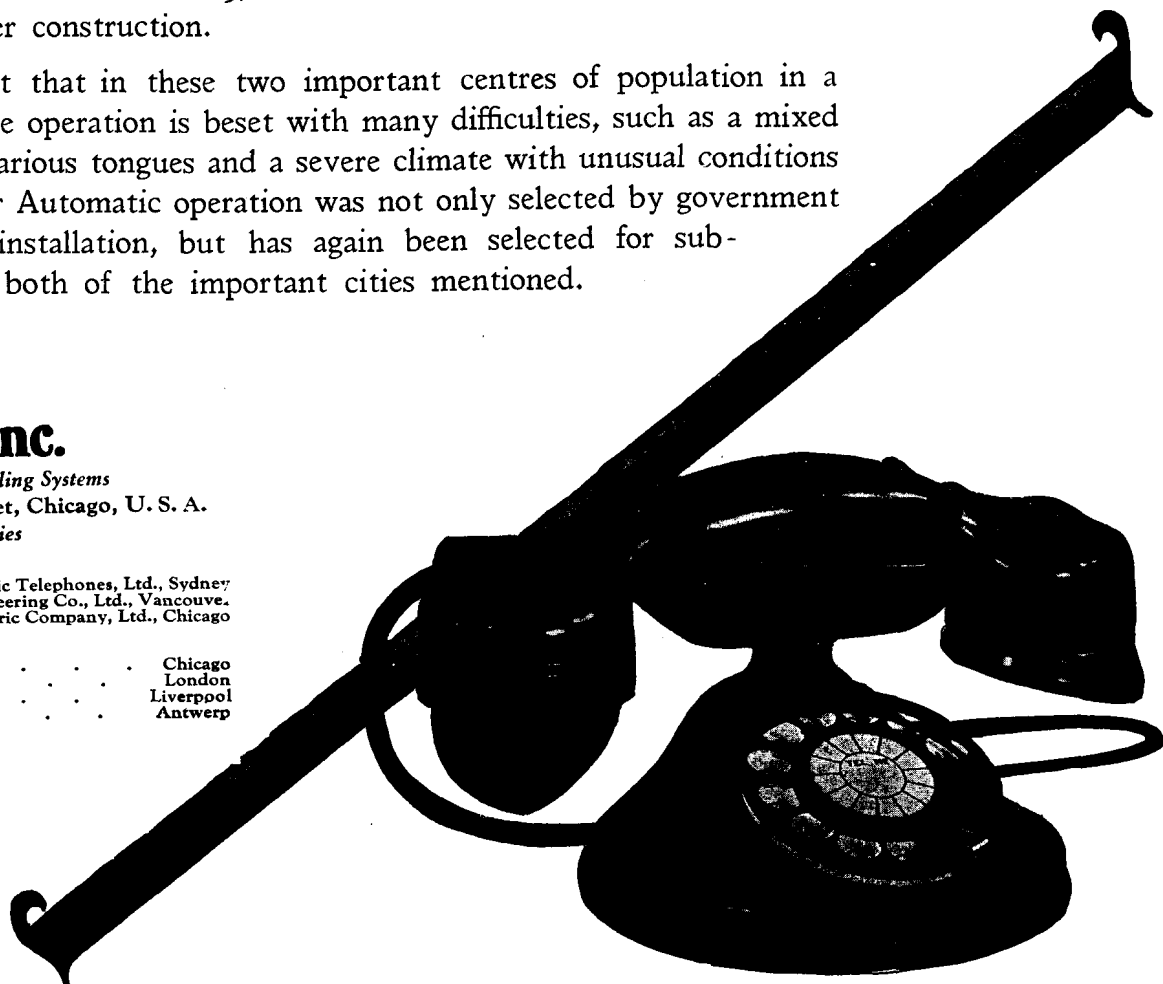 er construction.
t that in these two important centres of population in a
e operation is beset with many difficulties, such as a mixed
arious tongues and a severe climate with unusual conditions
r Automatic operation was not only selected by government
installation, but has again been selected for sub-
both of the important cities mentioned.
nc.
ling Systems
et, Chicago, U. S. A.
ies
ic Telephones, Ltd., Sydney
eering Co., Ltd., Vancouve.
ric Company, Ltd., Chicago
. . . Chicago
. . London
. . Liverpool
. . Antwerp